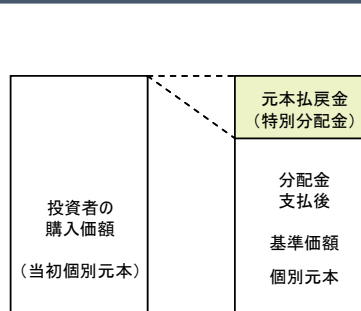 投資者の
購入価額
(当初個別元本)
元本払戻金
(特別分配金)
分配金
支払後
基準価額
個別元本